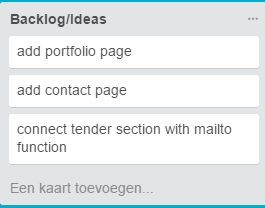 Backlog/Ideas
add portfolio page
add contact page
connect tender section with mailto
function
Een kaart toevoegen...